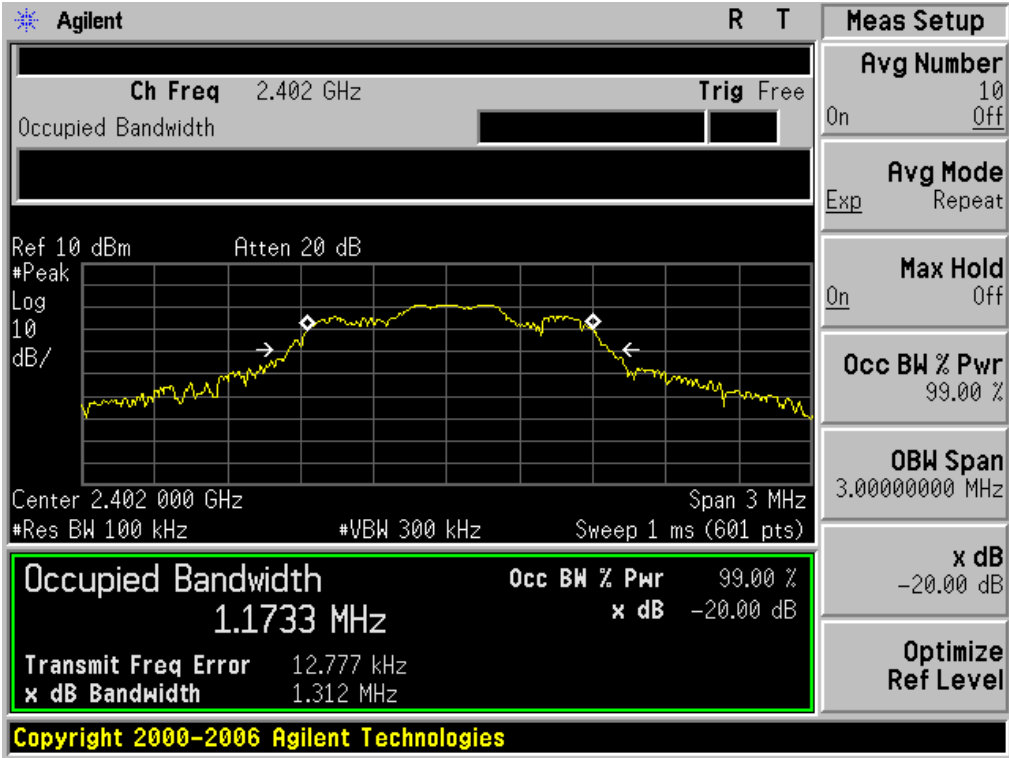 Agilent R T
Ch Freq 2.402 GHz Trig Free
Occupied Bandwidth
Ref 10 dBm Atten 20 dB
#Peak
Log
10
dB/
Center 2.402 000 GHz Span 3 MHz
#Res BW 100 kHz #VBW 300 kHz Sweep 1 ms (601 pts)
Occupied Bandwidth Occ BW % Pwr 99.00 %
1.1733 MHz x dB -20.00 dB
Transmit Freq Error 12.777 kHz
x dB Bandwidth 1.312 MHz
Copyright 2000-2006 Agilent Technologies
Meas Setup
Avg Number
10
On Off
Avg Mode
Exp Repeat
Max Hold
On Off
Occ BW % Pwr
99.00 %
OBW Span
3.00000000 MHz
x dB
-20.00 dB
Optimize
Ref Level